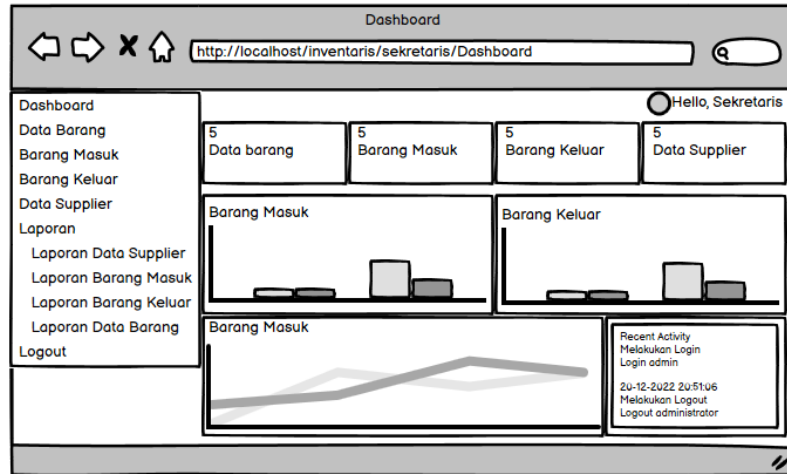 Dashboard
http://localhost/inventaris/sekretaris/Dashboard
Hello, Sekretaris
Dashboard
Data Barang
Barang Masuk
Barang Keluar
Data Supplier
Laporan
Laporan Data Supplier
Laporan Barang Masuk
Laporan Barang Keluar
Laporan Data Barang
Logout
5
Data barang
5
Barang Masuk
5
Barang Keluar
5
Data Supplier
Barang Masuk
Barang Keluar
Barang Masuk
Recent Activity
Melakukan Login
Login admin
20-12-2022 20:51:06
Melakukan Logout
Logout administrator